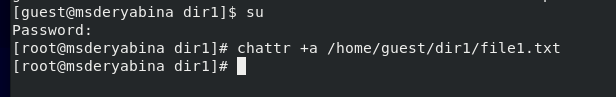 [guest@msderyabina dir1]$ su
Password:
[root@msderyabina dir1]# chattr +a /home/guest/dir1/file1.txt
[root@msderyabina dir1]#